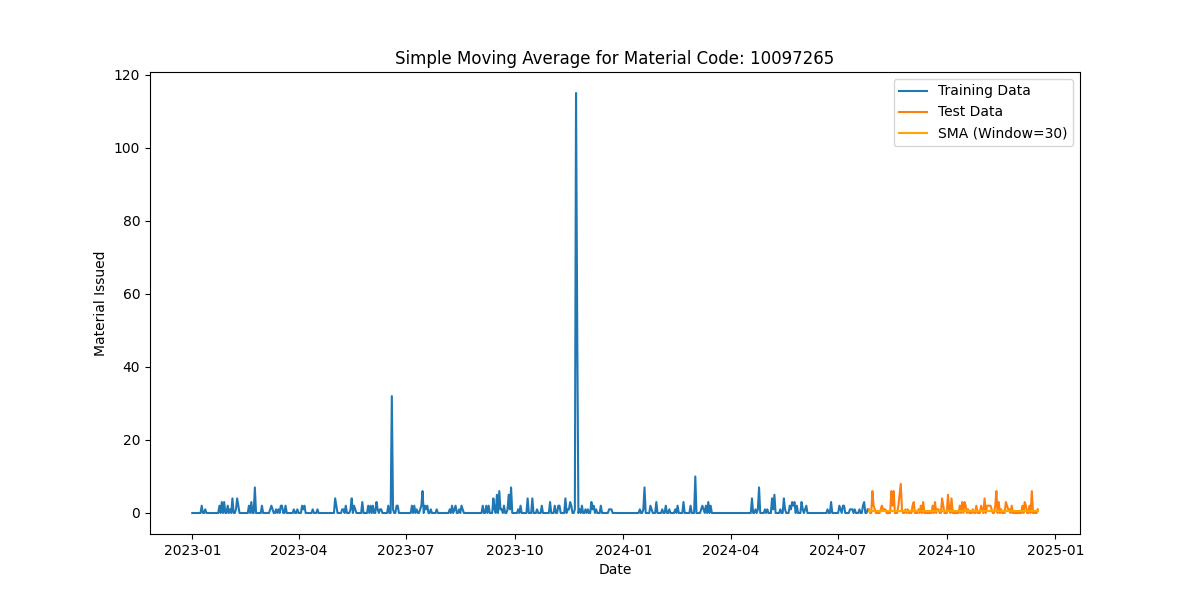 Simple Moving Average for Material Code: 10097265
Training Data
Test Data
SMA (Window=30)
Material Issued
120
100
80
60
40
20
0
2023-01 2023-04 2023-07 2023-10 2024-01 2024-04 2024-07 2024-10 2025-01
Date